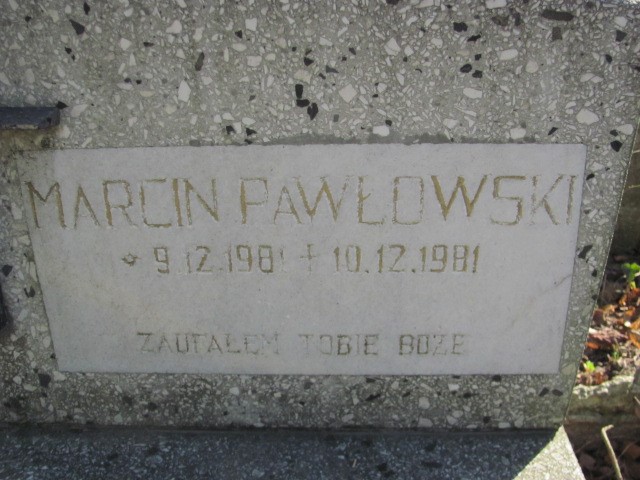 MARCIN PAWŁOWSKI
* 9.12.1981 + 10.12.1981
ZAUFAŁEM TOBIE BOŻE